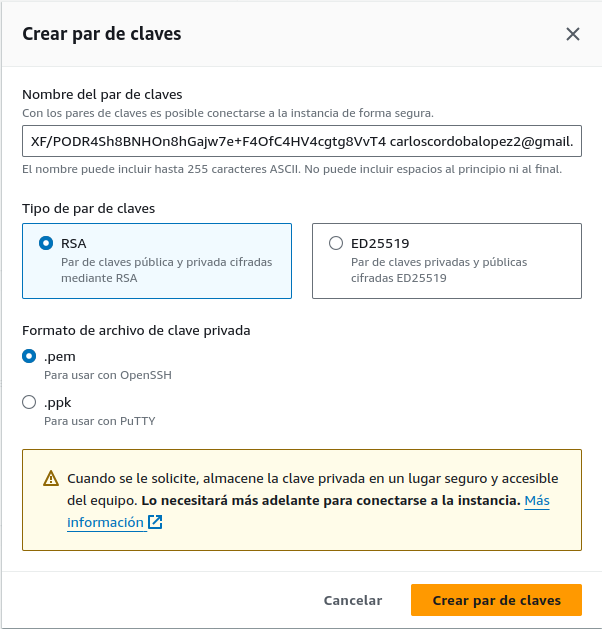 Crear par de claves
Nombre del par de claves
Con los pares de claves es posible conectarse a la instancia de forma segura.
XF/PODR4Sh8BNHOn8hGajw7e+F4OfC4HV4cgtg8VvT4 carloscordobalopez2@gmail.
El nombre puede incluir hasta 255 caracteres ASCII. No puede incluir espacios al principio ni al final.
Tipo de par de claves
RSA
Par de claves pública y privada cifradas
mediante RSA
ED25519
Par de claves privadas y públicas
cifradas ED25519
Formato de archivo de clave privada
.pem
Para usar con OpenSSH
.ppk
Para usar con PuTTY
Cuando se le solicite, almacene la clave privada en un lugar seguro y accesible
del equipo. Lo necesitará más adelante para conectarse a la instancia. Más
información
Cancelar
Crear par de claves